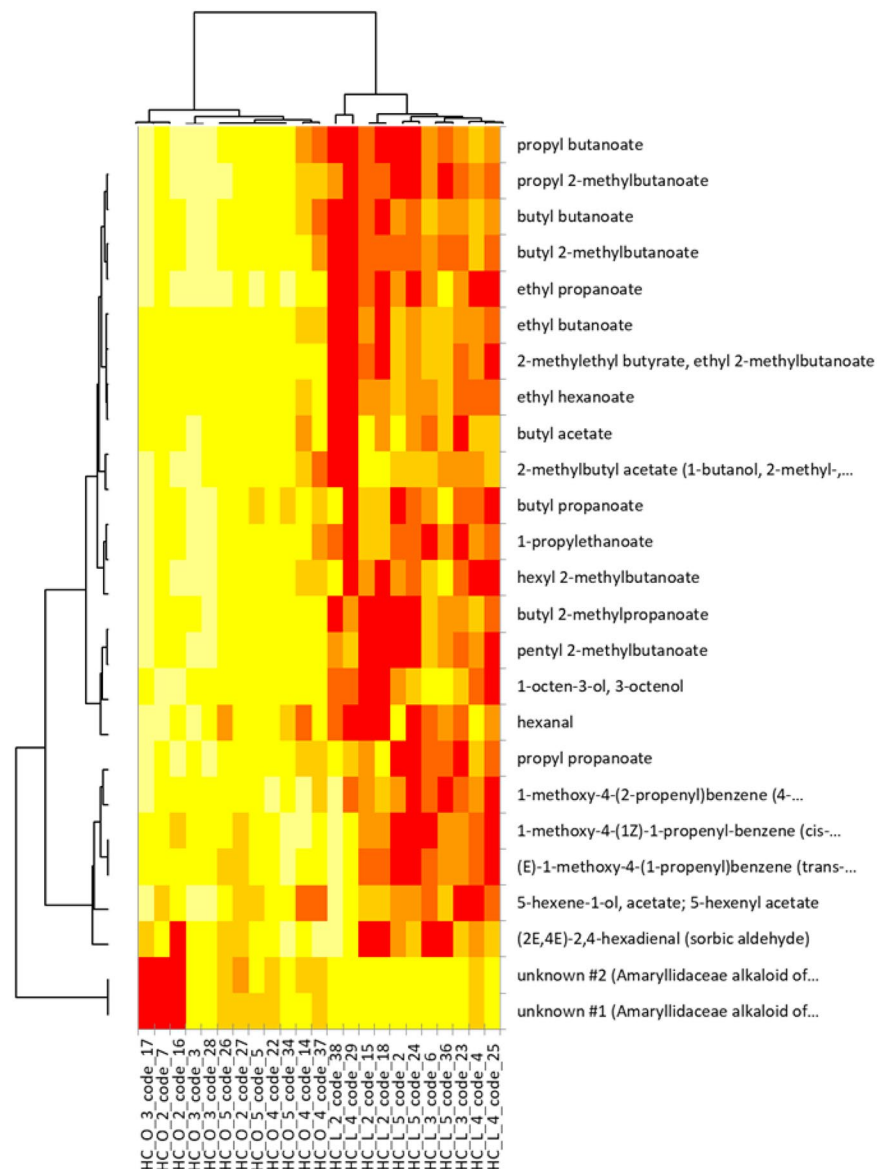 propyl butanoate
propyl 2-methylbutanoate
butyl butanoate
butyl 2-methylbutanoate
ethyl propanoate
ethyl butanoate
2-methylethyl butyrate, ethyl 2-methylbutanoate
ethyl hexanoate
butyl acetate
2-methylbutyl acetate (1-butanol, 2-methyl-,...
butyl propanoate
1-propylethanoate
hexyl 2-methylbutanoate
butyl 2-methylpropanoate
pentyl 2-methylbutanoate
1-octen-3-ol, 3-octenol
hexanal
propyl propanoate
1-methoxy-4-(2-propenyl)benzene (4-...
1-methoxy-4-(1Z)-1-propenyl-benzene (cis-...
(E)-1-methoxy-4-(1-propenyl)benzene (trans-...
5-hexene-1-ol, acetate; 5-hexenyl acetate
(2E,4E)-2,4-hexadienal (sorbic aldehyde)
unknown #2 (Amaryllidaceae alkaloid of...
unknown #1 (Amaryllidaceae alkaloid of...
HC_O_3_code_17
HC_O_2_code_7
HC_O_2_code_16
HC_O_3_code_3
HC_O_3_code_28
HC_O_5_code_26
HC_O_2_code_27
HC_O_5_code_5
HC_O_4_code_22
HC_O_5_code_34
HC_O_4_code_14
HC_O_4_code_37
HC_L_2_code_38
HC_L_4_code_29
HC_L_2_code_15
HC_L_2_code_18
HC_L_5_code_2
HC_L_5_code_24
HC_L_3_code_6
HC_L_5_code_36
HC_L_3_code_23
HC_L_4_code_4
HC_L_4_code_25